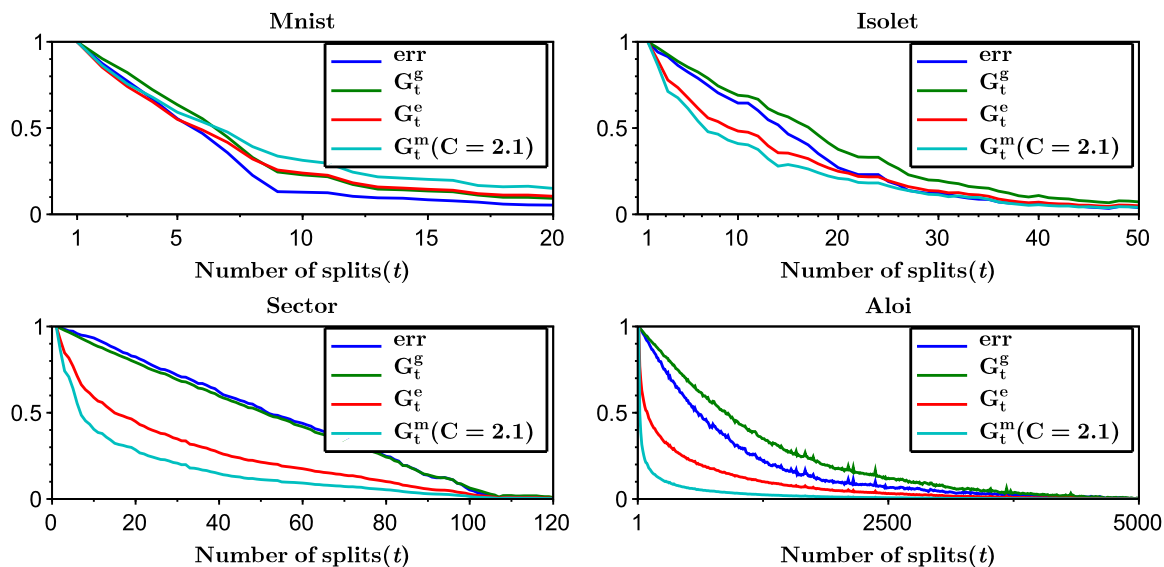 Mnist
1
0.5
0
1 5 10 15 20
Number of splits(t)
err
G_t^g
G_t^e
G_t^m(C = 2.1)
Isolet
1
0.5
0
1 10 20 30 40 50
Number of splits(t)
err
G_t^g
G_t^e
G_t^m(C = 2.1)
Sector
1
0.5
0
0 20 40 60 80 100 120
Number of splits(t)
err
G_t^g
G_t^e
G_t^m(C = 2.1)
Aloi
1
0.5
0
1 2500 5000
Number of splits(t)
err
G_t^g
G_t^e
G_t^m(C = 2.1)